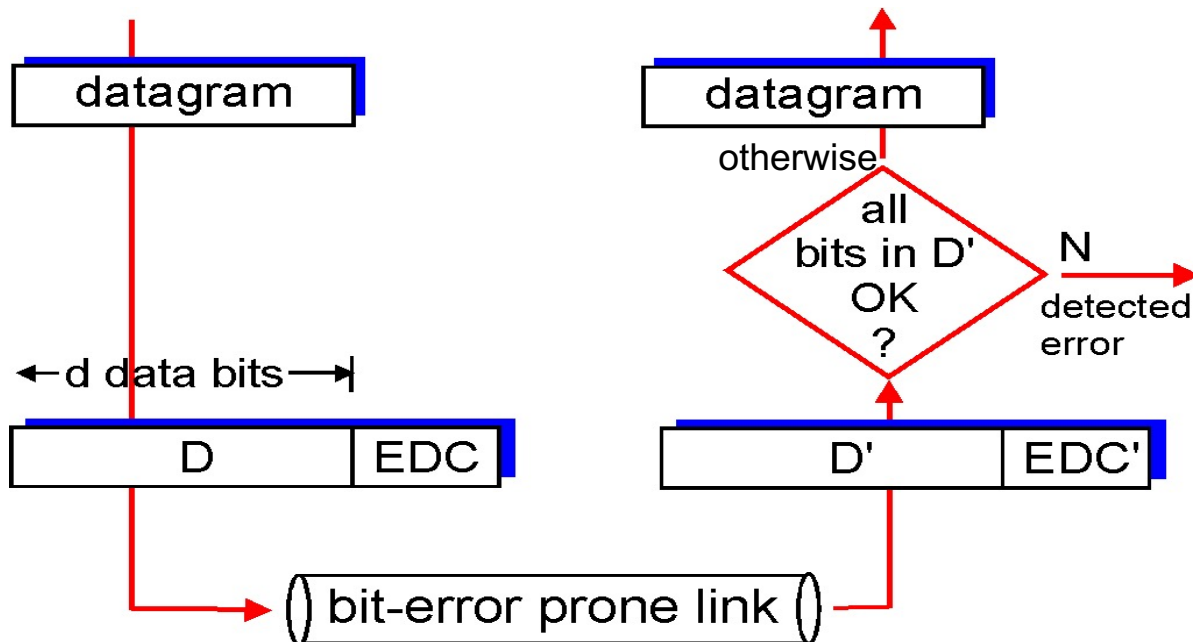 datagram
d data bits
D EDC
bit-error prone link
D' EDC'
all
bits in D'
OK
?
N
detected
error
otherwise
datagram